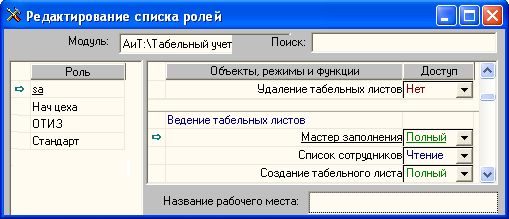 Редактирование списка ролей
Модуль: АиТ:\Табельный учет Поиск:
Роль
sa
Нач цеха
ОТИЗ
Стандарт
Объекты, режимы и функции Доступ
Удаление табельных листов Нет
Ведение табельных листов
Мастер заполнения Полный
Список сотрудников Чтение
Создание табельного листа Полный
Название рабочего места: